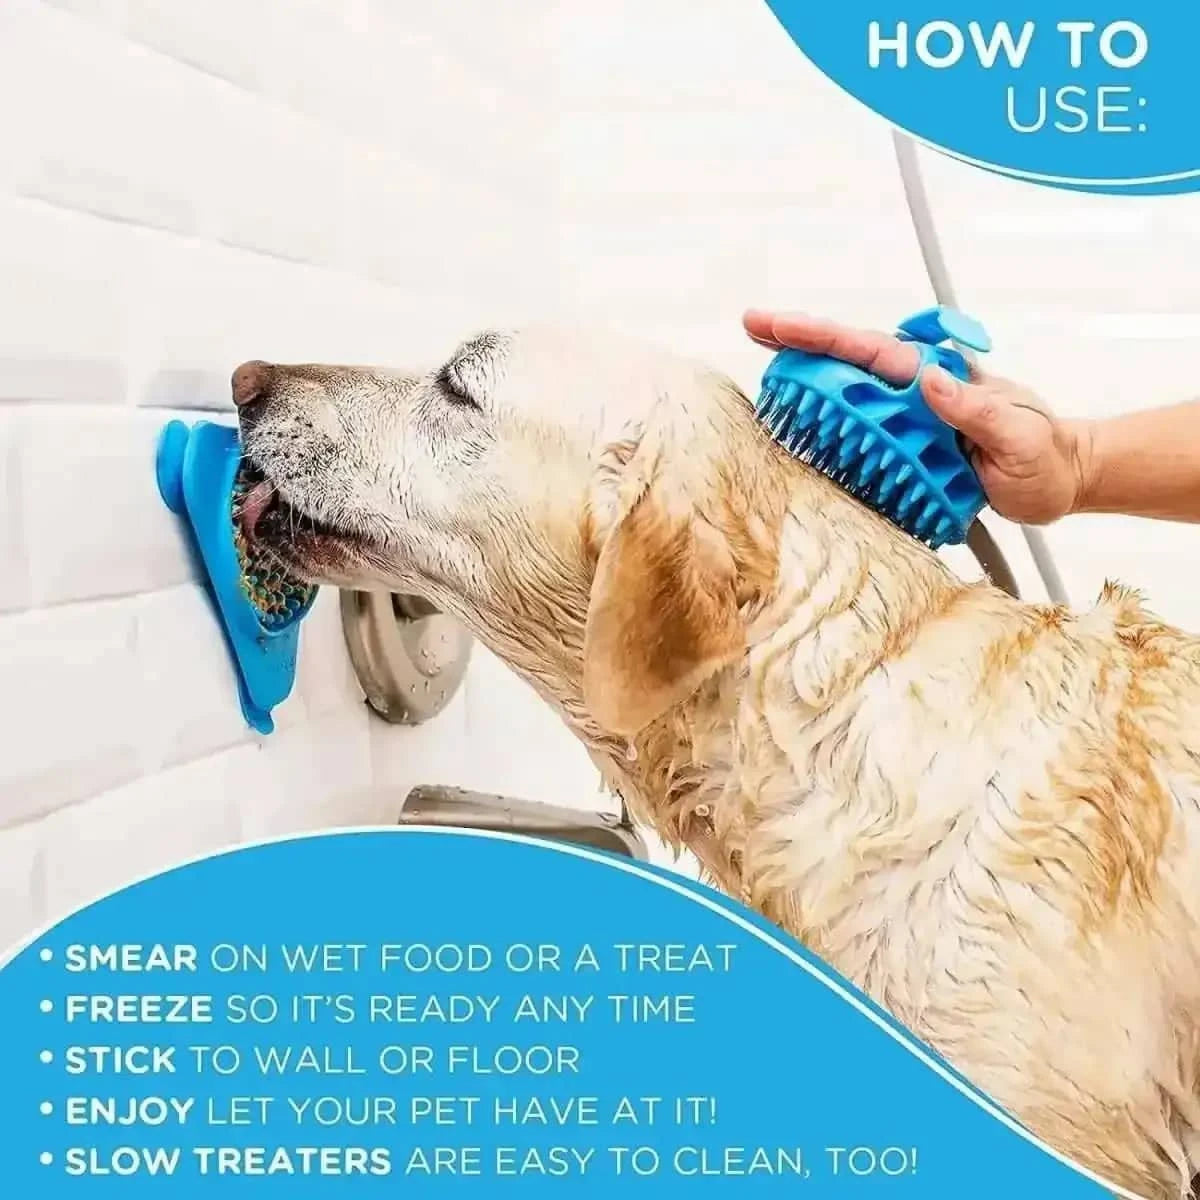 HOW TO
USE:
• SMEAR ON WET FOOD OR A TREAT
• FREEZE SO IT'S READY ANY TIME
• STICK TO WALL OR FLOOR
• ENJOY LET YOUR PET HAVE AT IT!
• SLOW TREATERS ARE EASY TO CLEAN, TOO!